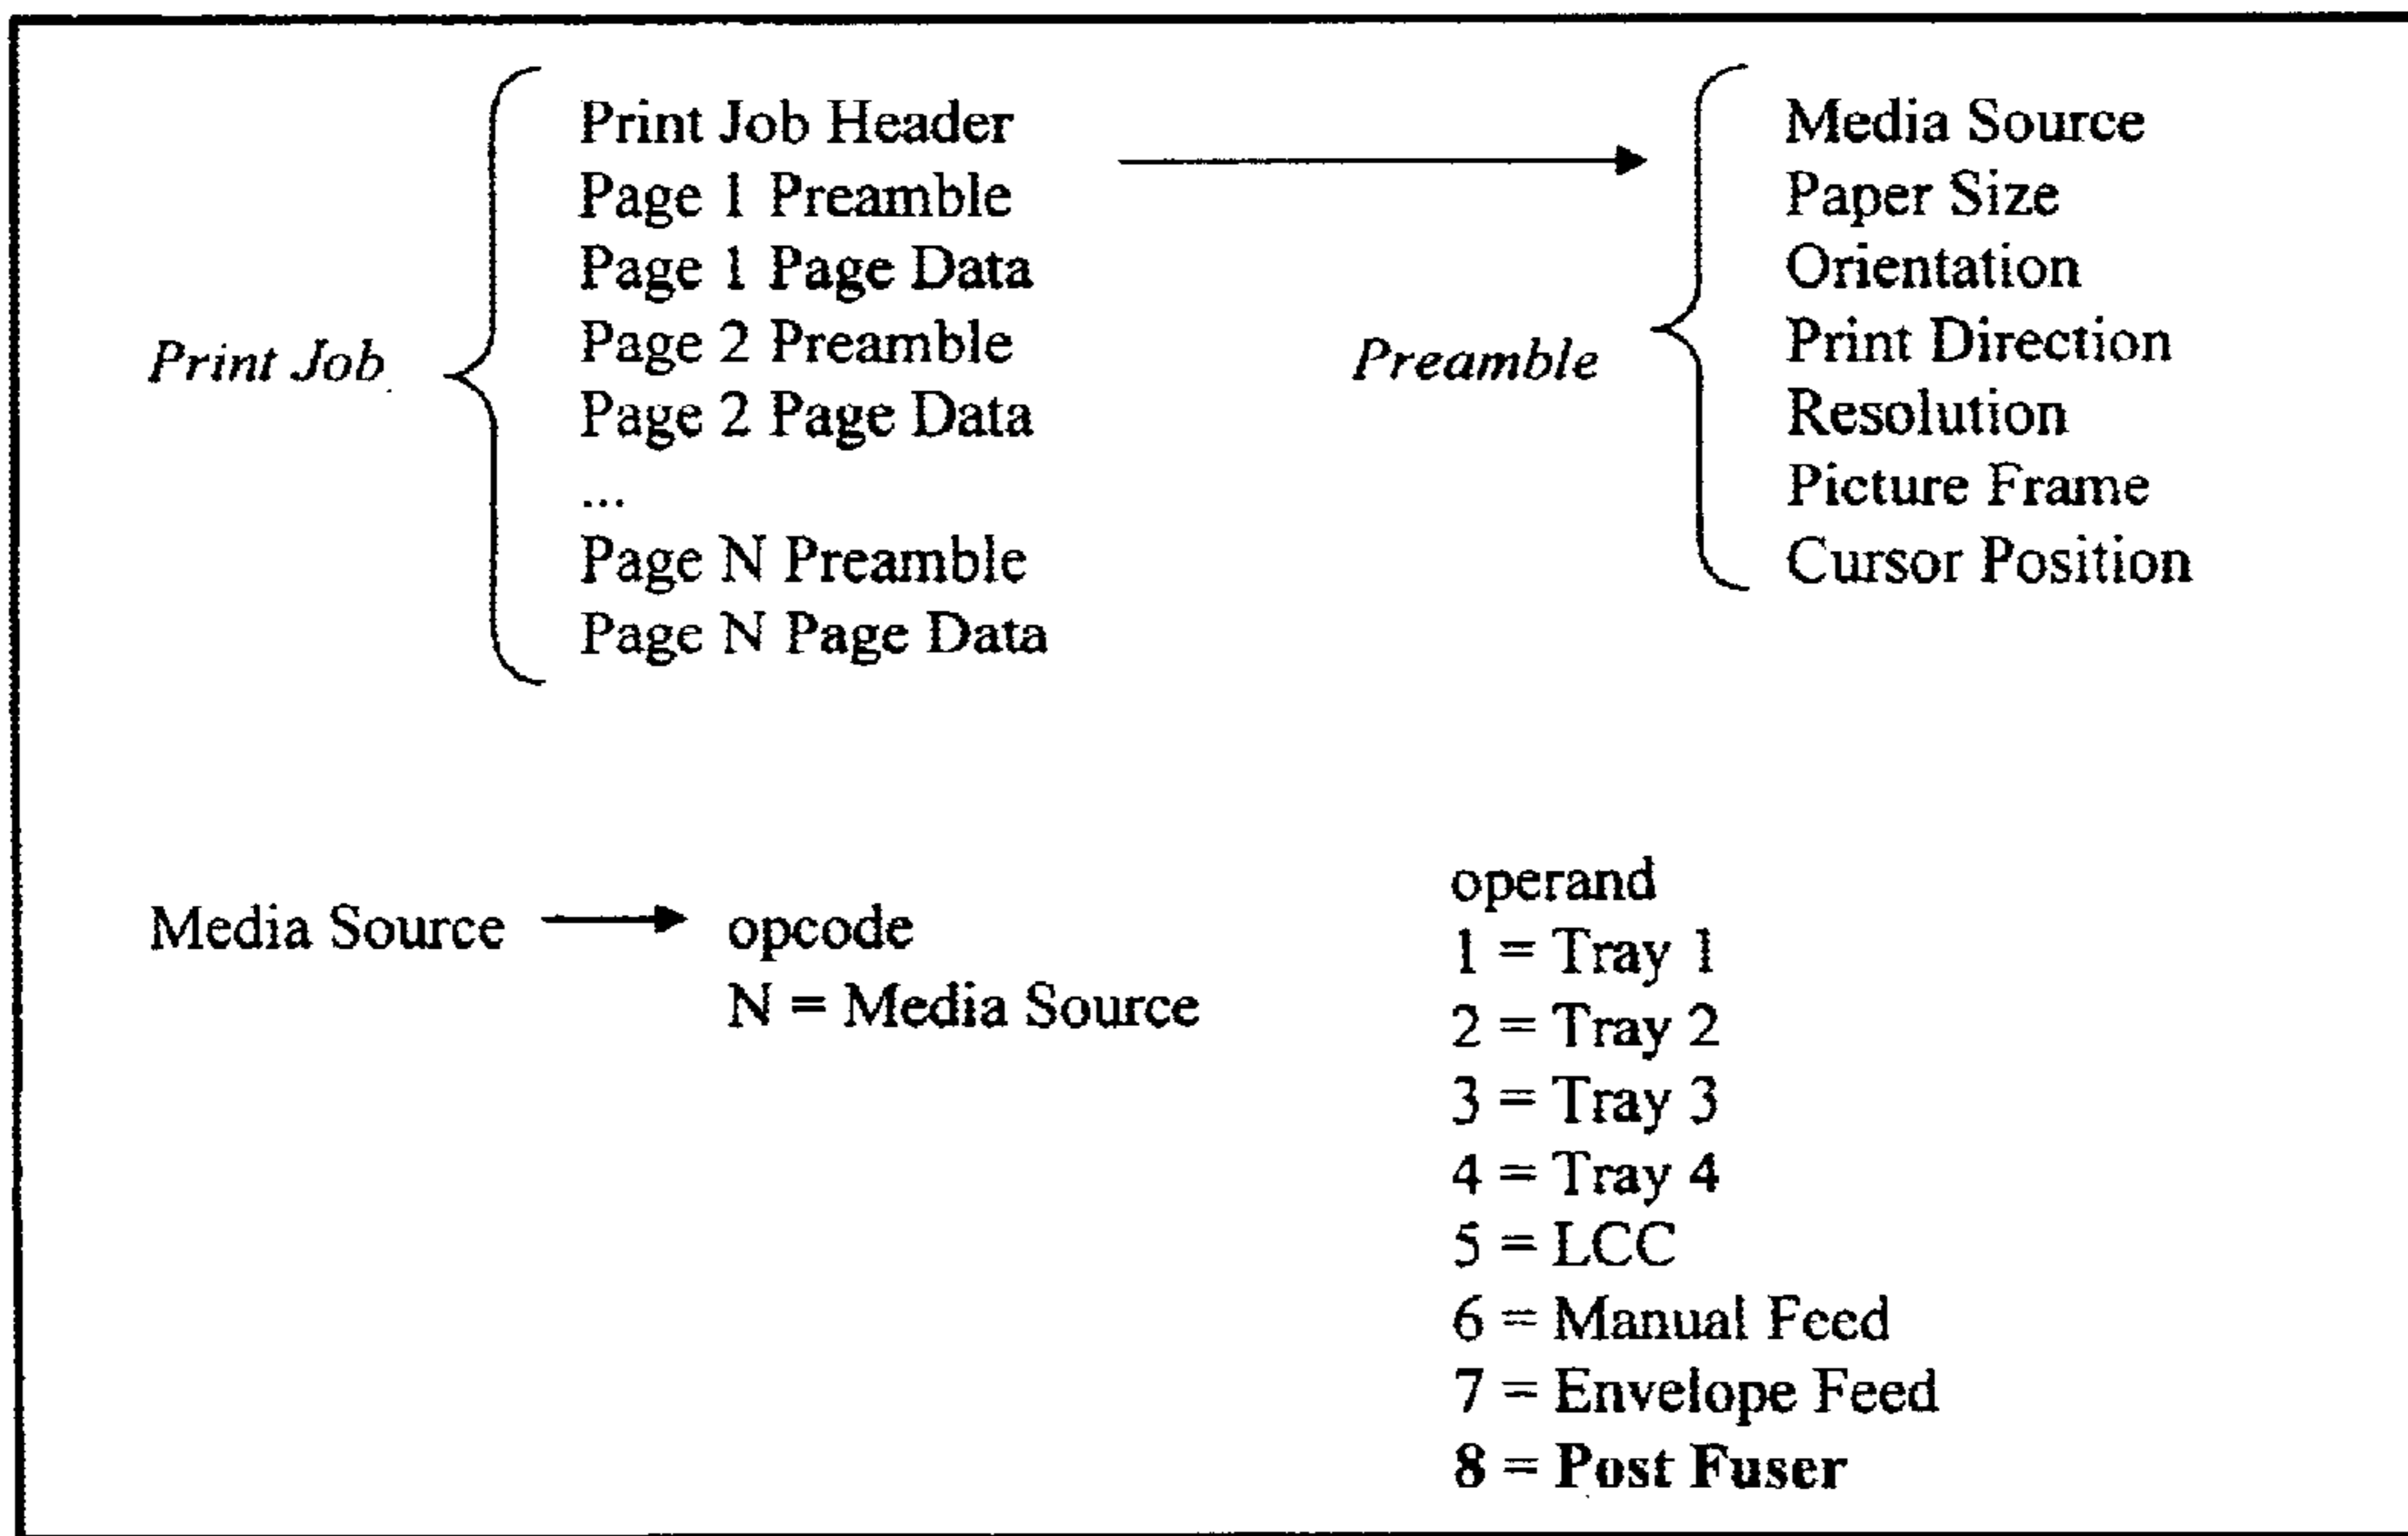 Print Job
Print Job Header
Page 1 Preamble
Page 1 Page Data
Page 2 Preamble
Page 2 Page Data
...
Page N Preamble
Page N Page Data
Preamble
Media Source
Paper Size
Orientation
Print Direction
Resolution
Picture Frame
Cursor Position
Media Source
opcode
N = Media Source
operand
1 = Tray 1
2 = Tray 2
3 = Tray 3
4 = Tray 4
5 = LCC
6 = Manual Feed
7 = Envelope Feed
8 = Post Fuser